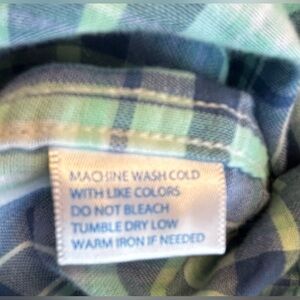 MACHINE WASH COLD
WITH LIKE COLORS
DO NOT BLEACH
TUMBLE DRY LOW
WARM IRON IF NEEDED